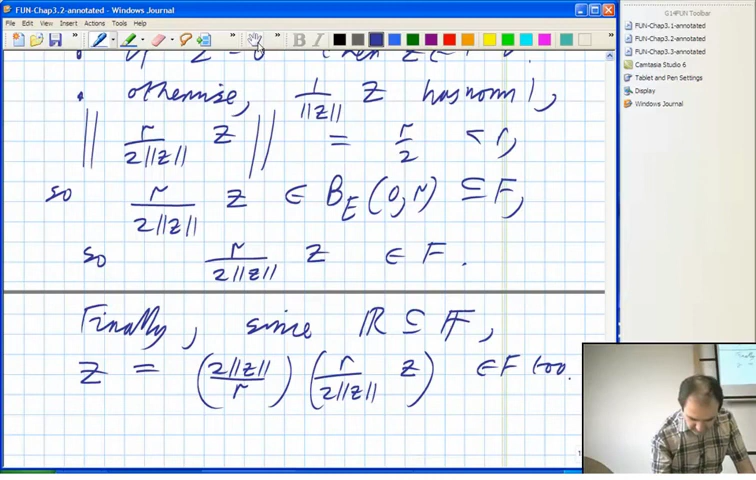 FUN-Chap3.2-annotated - Windows Journal
File Edit View Insert Actions Tools Help
B I
G14FUN Toolbar
FUN-Chap3.1-annotated
FUN-Chap3.2-annotated
FUN-Chap3.3-annotated
Camtasia Studio 6
Tablet and Pen Settings
Display
Windows Journal
• otherwise, 1/||z|| z has norm 1,
|| r/2||z|| z || = r/2 < r,
so r/2||z|| z ∈ B_E(0,r) ⊆ F,
so r/2||z|| z ∈ F.
Finally, since ℝ ⊆ 𝔽,
z = (2||z||/r) (r/2||z|| z) ∈ F too.